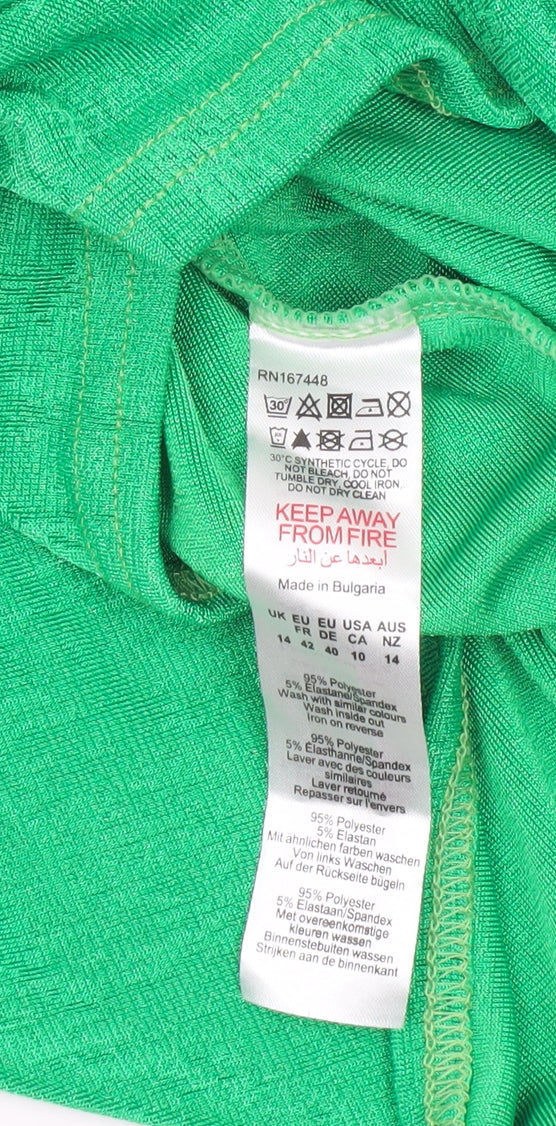 RN167448
30°
30°C SYNTHETIC CYCLE, DO
NOT BLEACH, DO NOT
TUMBLE DRY, COOL IRON.
DO NOT DRY CLEAN
KEEP AWAY
FROM FIRE
أبعدها عن النار
Made in Bulgaria
UK EU EU USA AUS
FR DE CA NZ
14 42 40 10 14
95% Polyester
5% Elastane/Spandex
Wash with similar colours
Wash inside out
Iron on reverse
95% Polyester
5% Elasthanne/Spandex
Laver avec des couleurs
similaires
Laver retourné
Repasser sur l'envers
95% Polyester
5% Elastan
Mit ahnlichen farben waschen
Von links Waschen
Auf der Rückseite bügeln
95% Polyester
5% Elastaan/Spandex
Met overeenkomstige
kleuren wassen
Binnenstebuiten wassen
Strijken aan de binnenkant